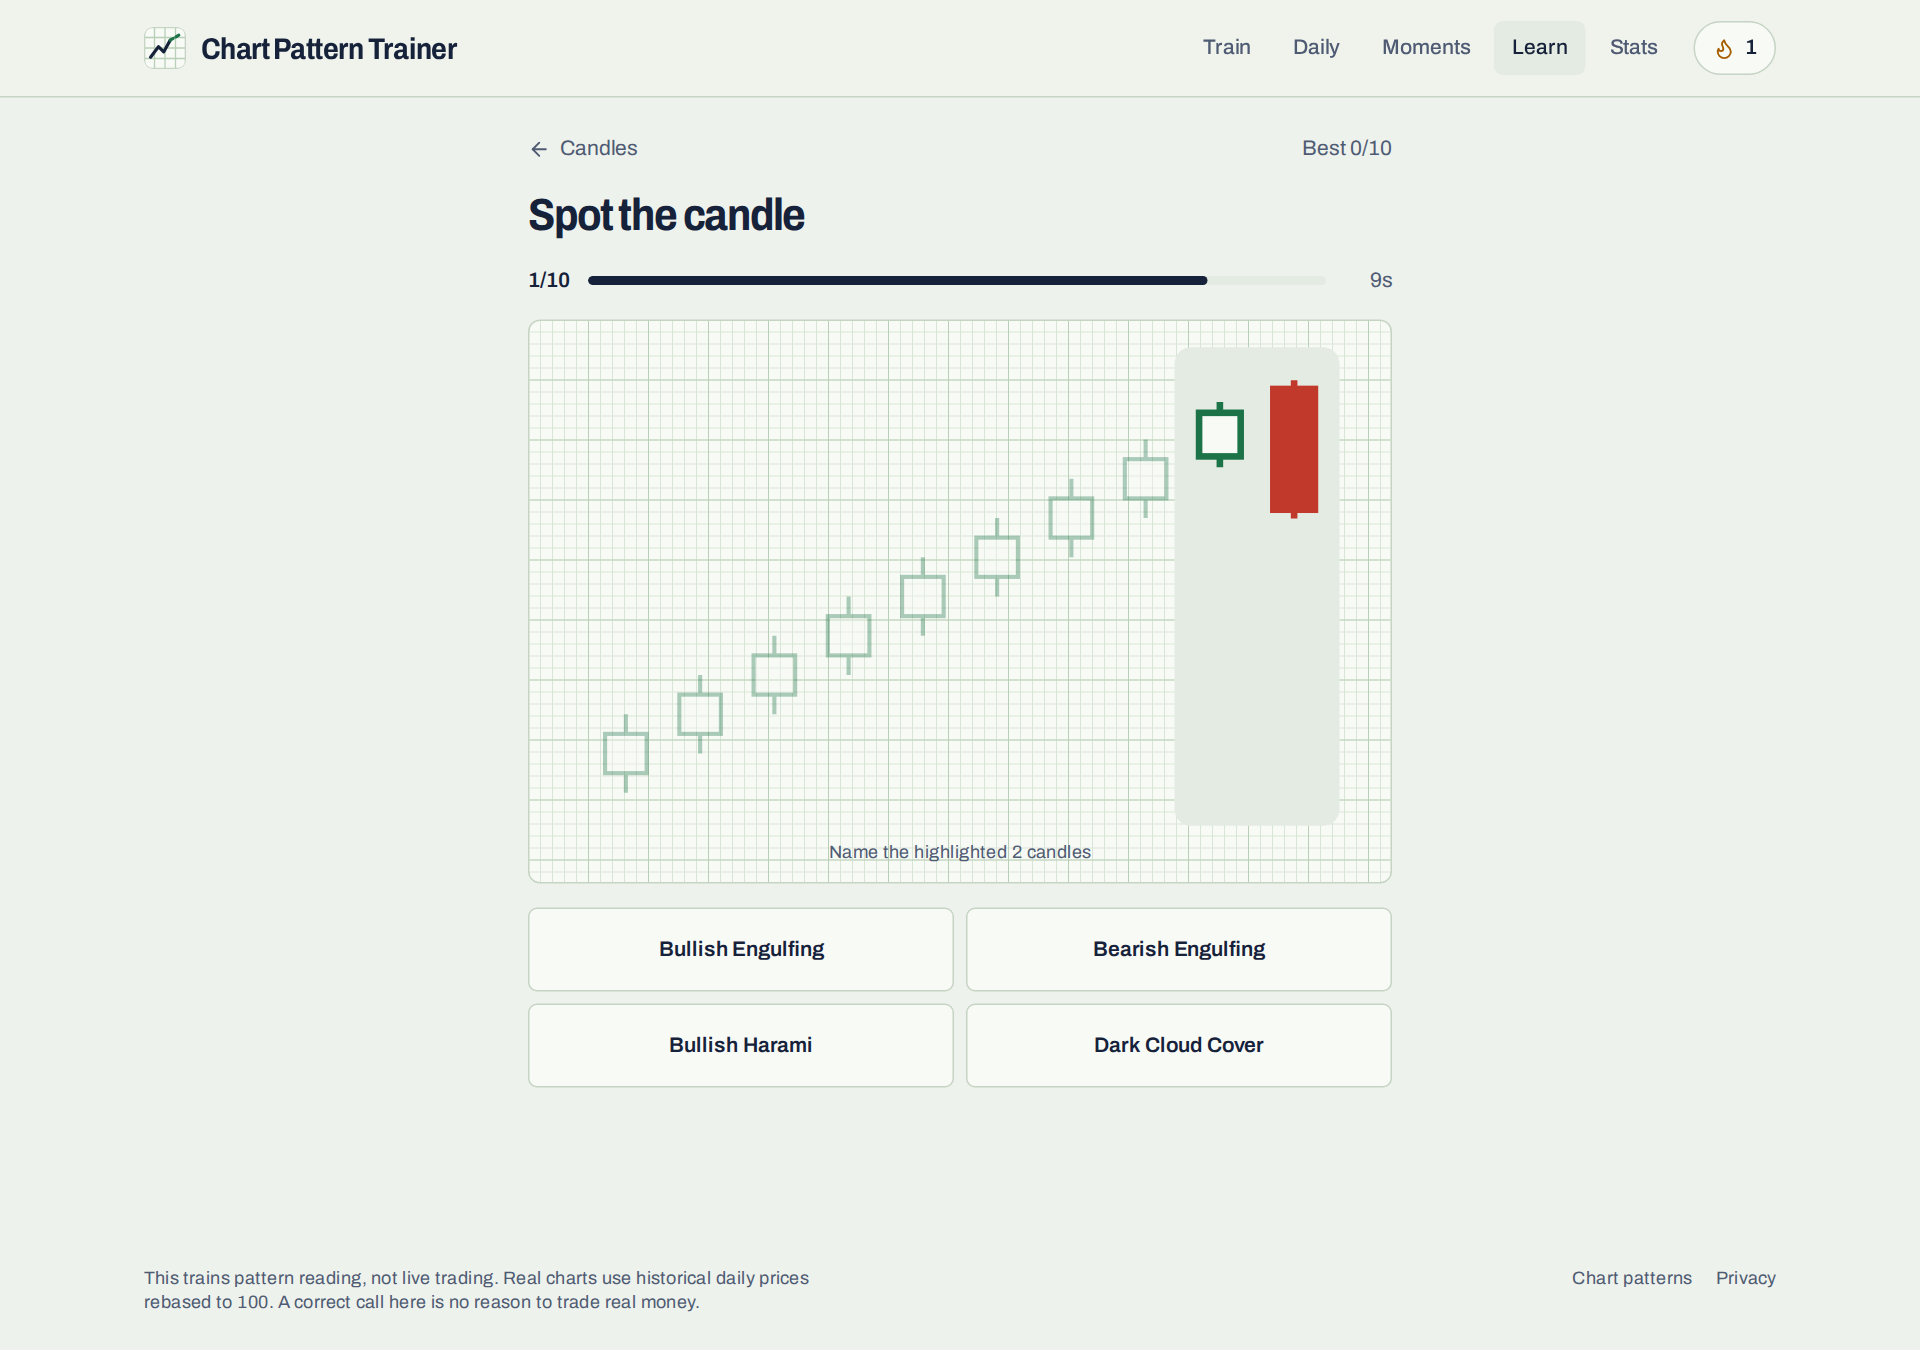 Chart Pattern Trainer
Train
Daily
Moments
Learn
Stats
1
Candles
Best 0/10
Spot the candle
1/10
9s
Name the highlighted 2 candles
Bullish Engulfing
Bearish Engulfing
Bullish Harami
Dark Cloud Cover
This trains pattern reading, not live trading. Real charts use historical daily prices
rebased to 100. A correct call here is no reason to trade real money.
Chart patterns
Privacy